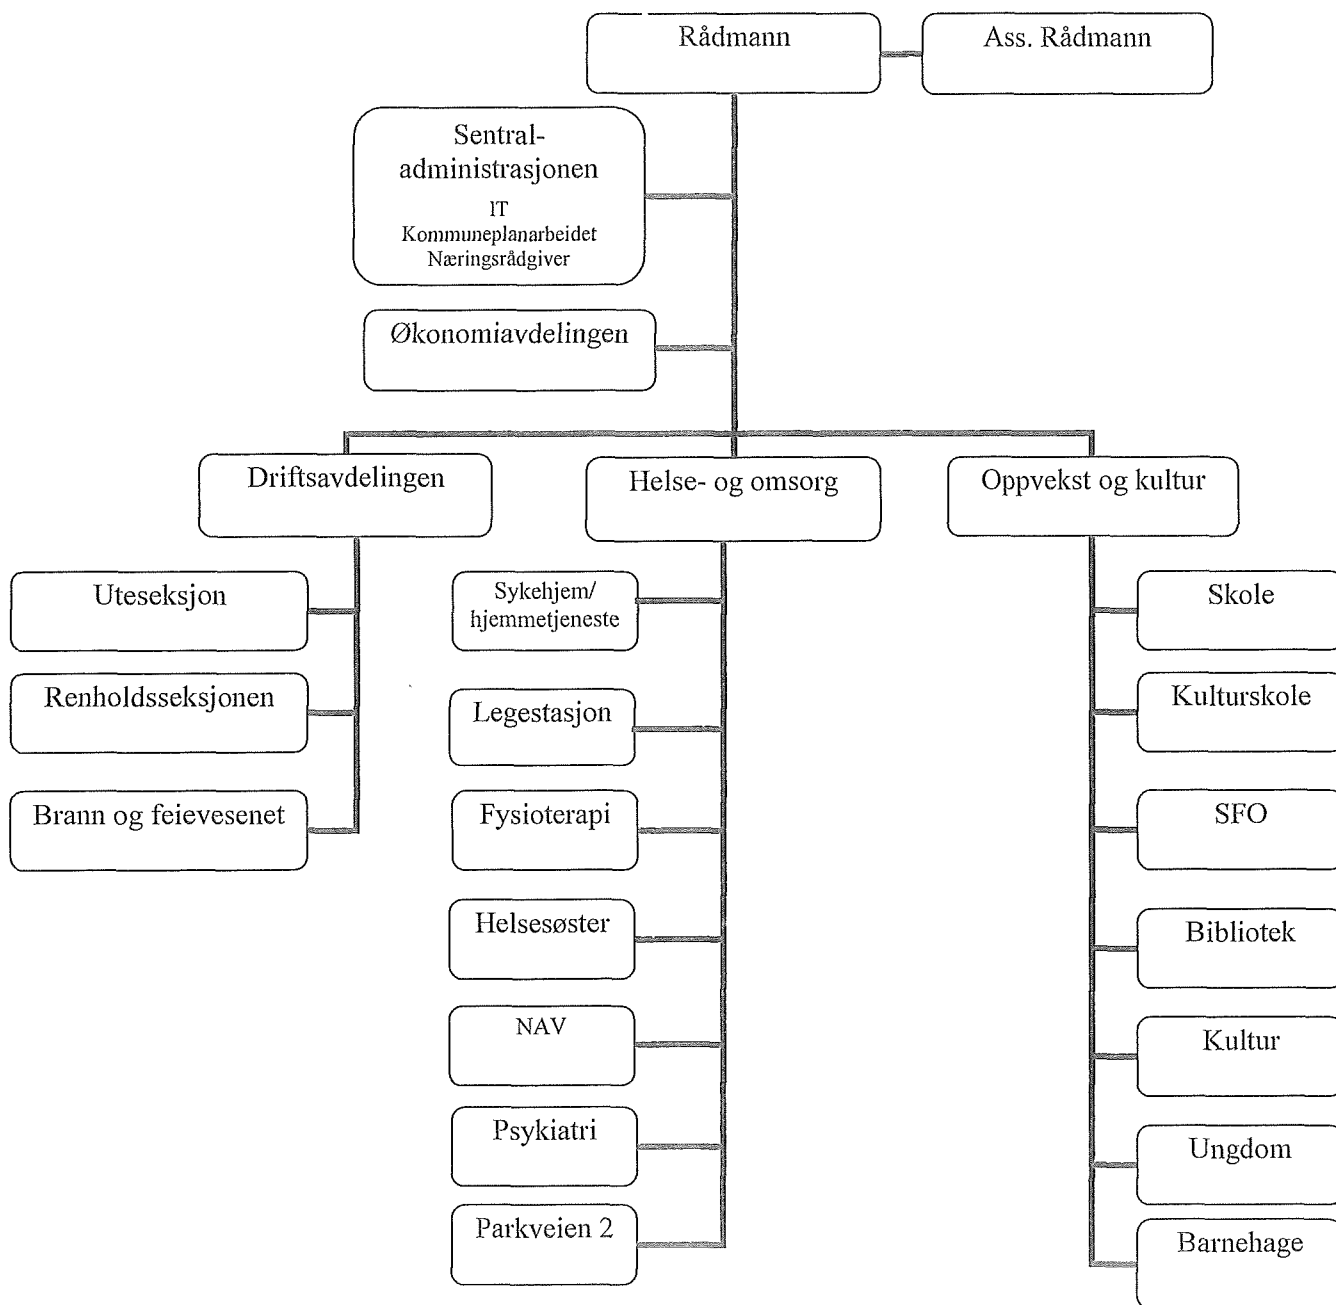 Rådmann
Ass. Rådmann
Sentral-
administrasjonen
IT
Kommuneplanarbeidet
Næringsrådgiver
Økonomiavdelingen
Driftsavdelingen
Helse- og omsorg
Oppvekst og kultur
Uteseksjon
Renholdsseksjonen
Brann og feievesenet
Sykehjem/
hjemmetjeneste
Legestasjon
Fysioterapi
Helsesøster
NAV
Psykiatri
Parkveien 2
Skole
Kulturskole
SFO
Bibliotek
Kultur
Ungdom
Barnehage